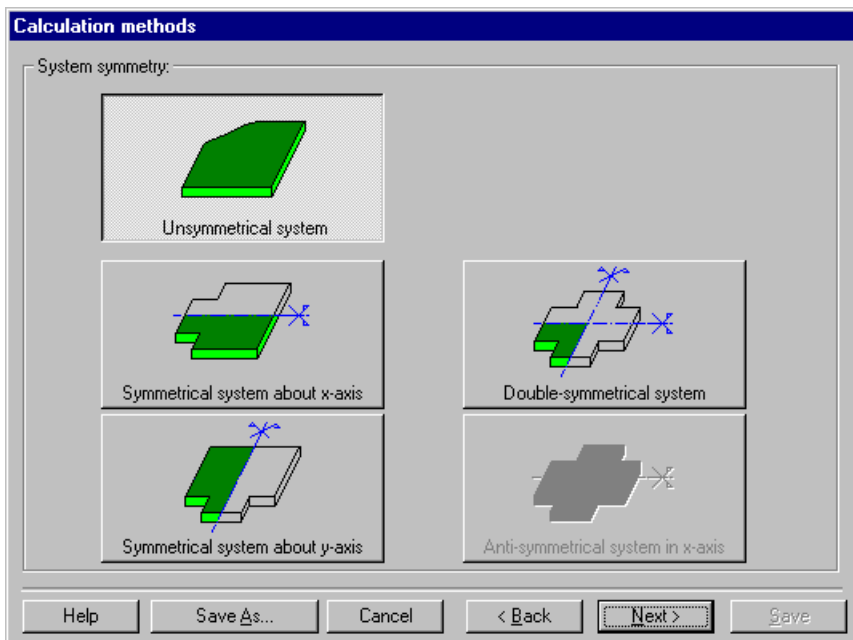 Calculation methods
System symmetry:
Unsymmetrical system
Symmetrical system about x-axis
Double-symmetrical system
Symmetrical system about y-axis
Anti-symmetrical system in x-axis
Help
Save As...
Cancel
< Back
Next >
Save